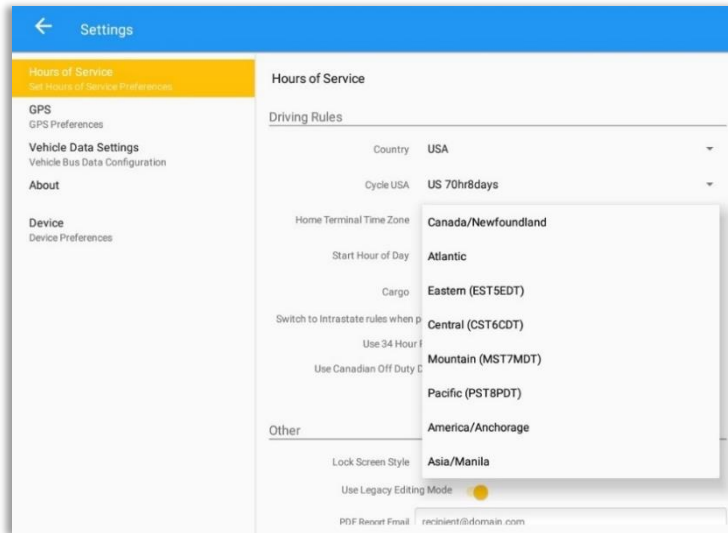 Settings
Hours of Service
Set Hours of Service Preferences
GPS
GPS Preferences
Vehicle Data Settings
Vehicle Bus Data Configuration
About
Device
Device Preferences
Hours of Service
Driving Rules
Country USA
Cycle USA US 70hr8days
Home Terminal Time Zone
Start Hour of Day
Cargo
Switch to Intrastate rules when p
Use 34 Hour
Use Canadian Off Duty D
Canada/Newfoundland
Atlantic
Eastern (EST5EDT)
Central (CST6CDT)
Mountain (MST7MDT)
Pacific (PST8PDT)
America/Anchorage
Asia/Manila
Other
Lock Screen Style
Use Legacy Editing Mode
PDF Report Email recipient@domain.com